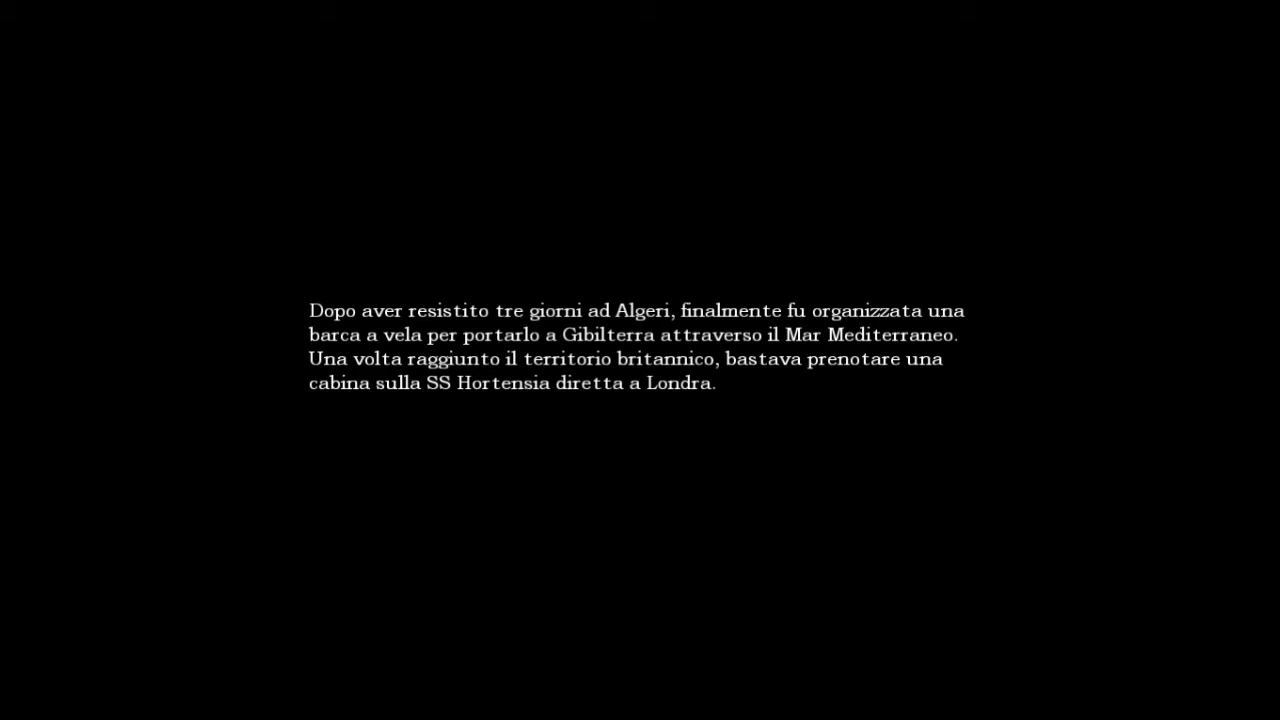 Dopo aver resistito tre giorni ad Algeri, finalmente fu organizzata una
barca a vela per portarlo a Gibilterra attraverso il Mar Mediterraneo.
Una volta raggiunto il territorio britannico, bastava prenotare una
cabina sulla SS Hortensia diretta a Londra.